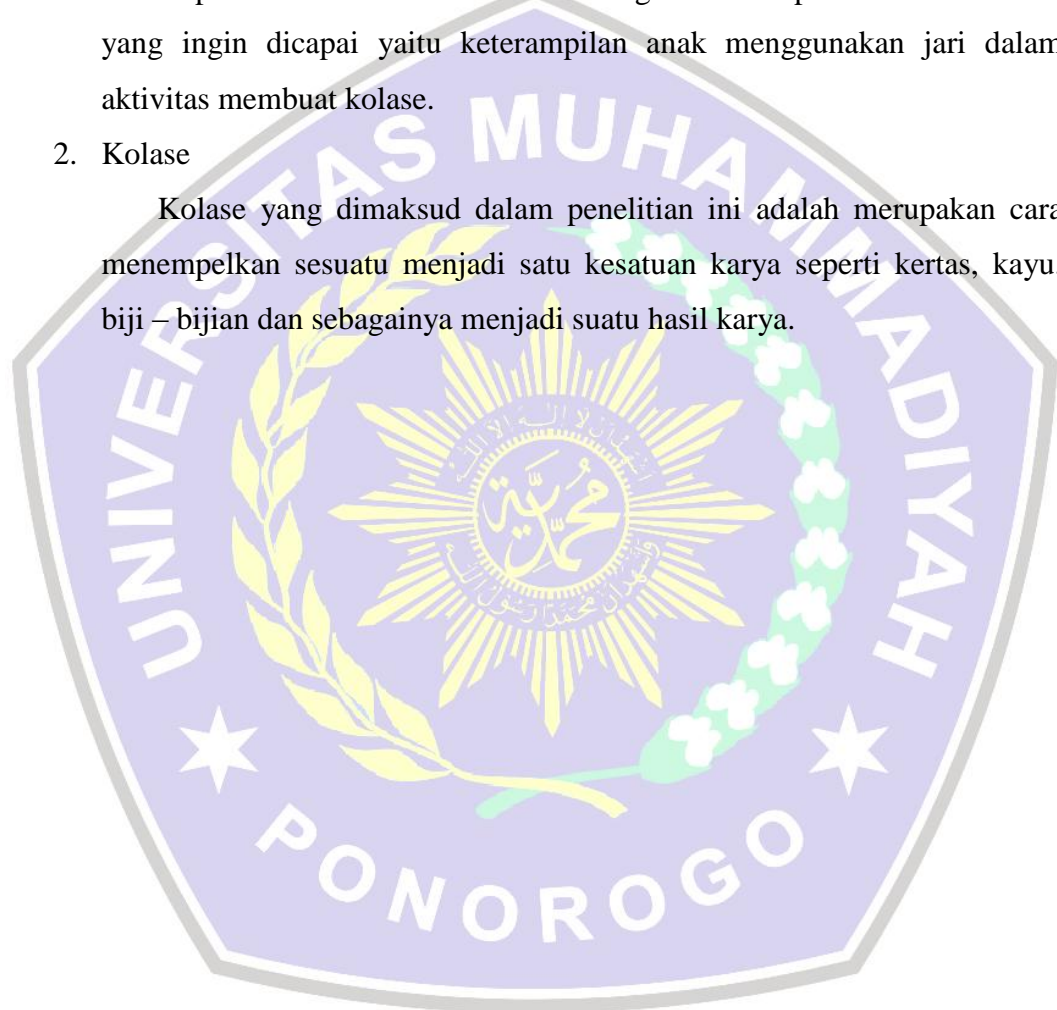 yang ingin dicapai yaitu keterampilan anak menggunakan jari dalam
aktivitas membuat kolase.
2. Kolase
Kolase yang dimaksud dalam penelitian ini adalah merupakan cara
menempelkan sesuatu menjadi satu kesatuan karya seperti kertas, kayu,
biji – bijian dan sebagainya menjadi suatu hasil karya.
UNIVERSITAS MUHAMMADIYAH
PONOROGO
محمدية